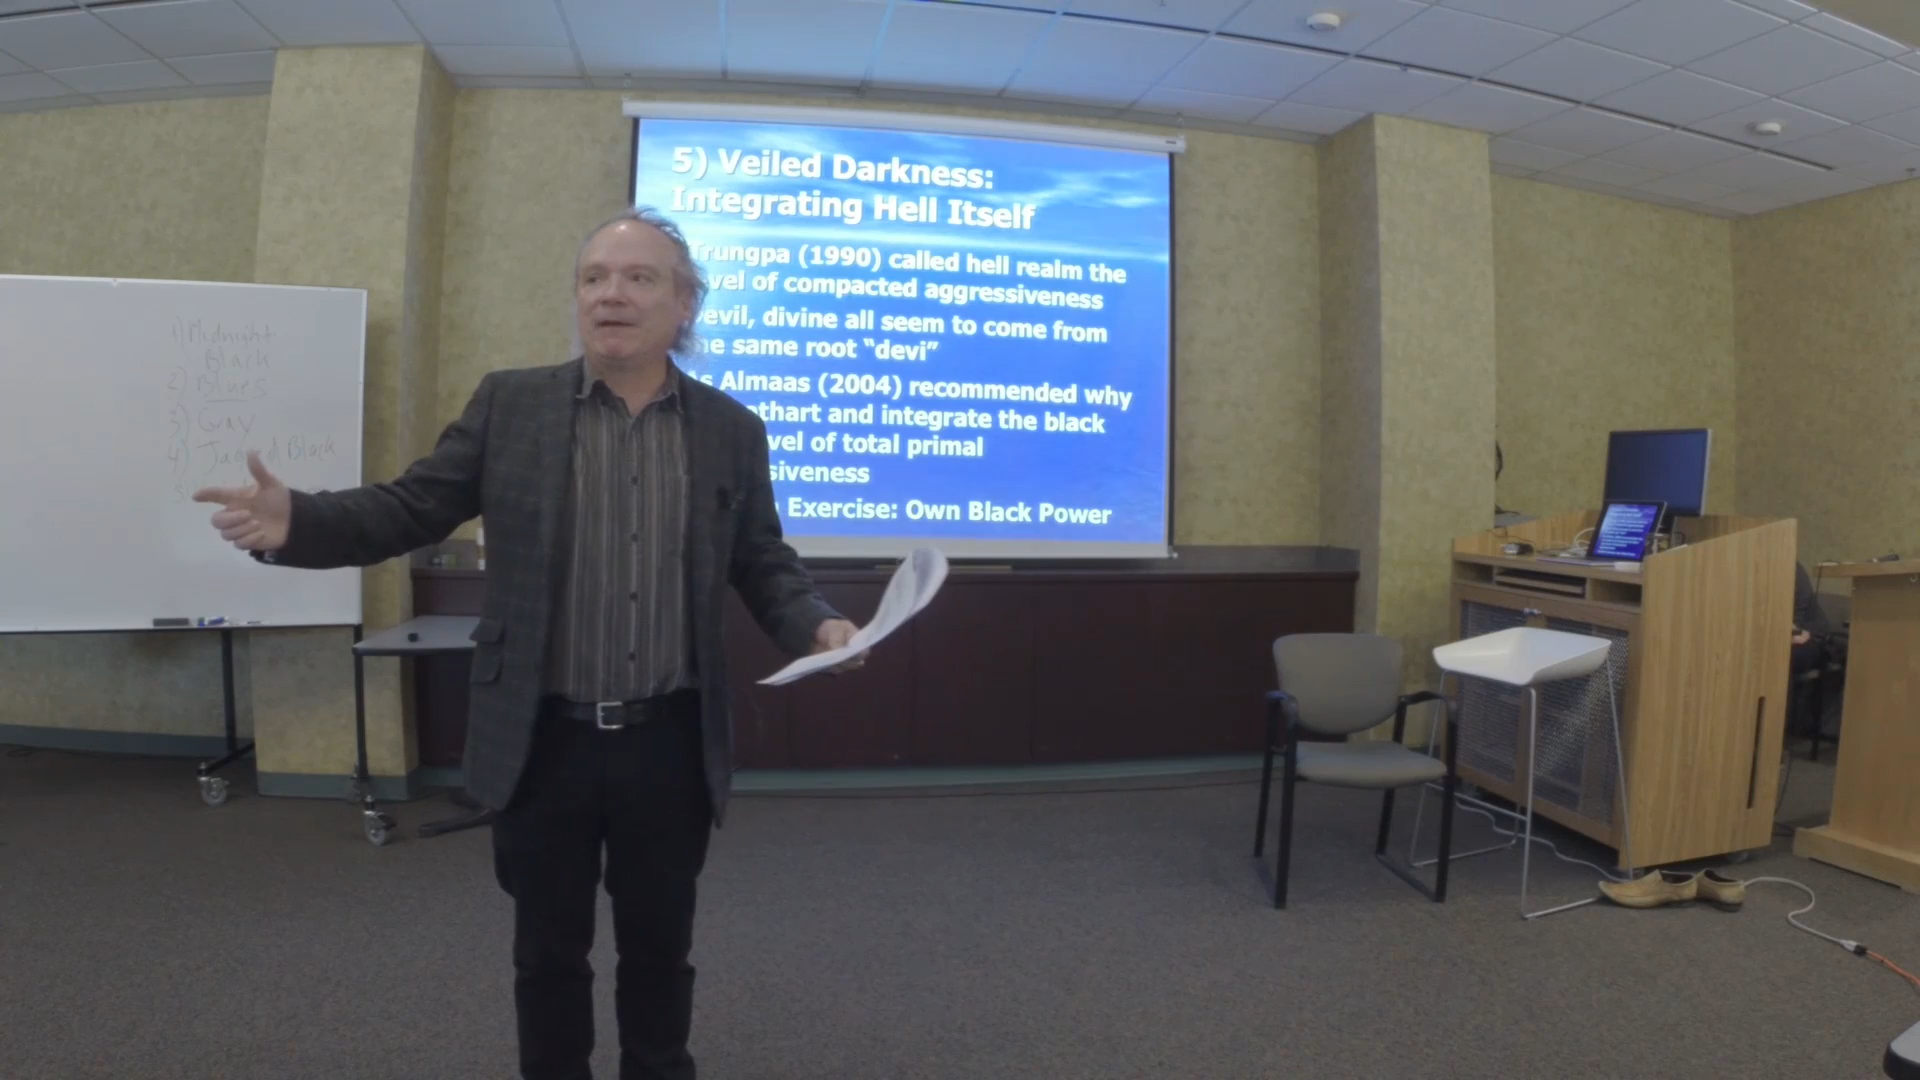 5) Veiled Darkness:
Integrating Hell Itself
Trungpa (1990) called hell realm the
vel of compacted aggressiveness
evil, divine all seem to come from
e same root “devi”
s Almaas (2004) recommended why
thart and integrate the black
vel of total primal
siveness
Exercise: Own Black Power
1) Midnight
Black
2) Blues
3) Gray
4) Black